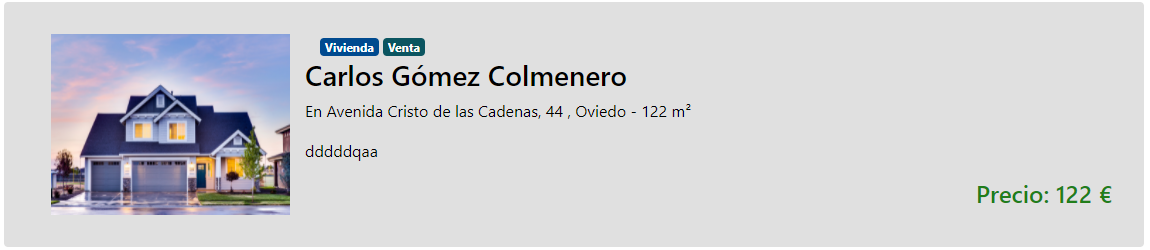 Vivienda Venta
Carlos Gómez Colmenero
En Avenida Cristo de las Cadenas, 44 , Oviedo - 122 m²
dddddqaa
Precio: 122 €